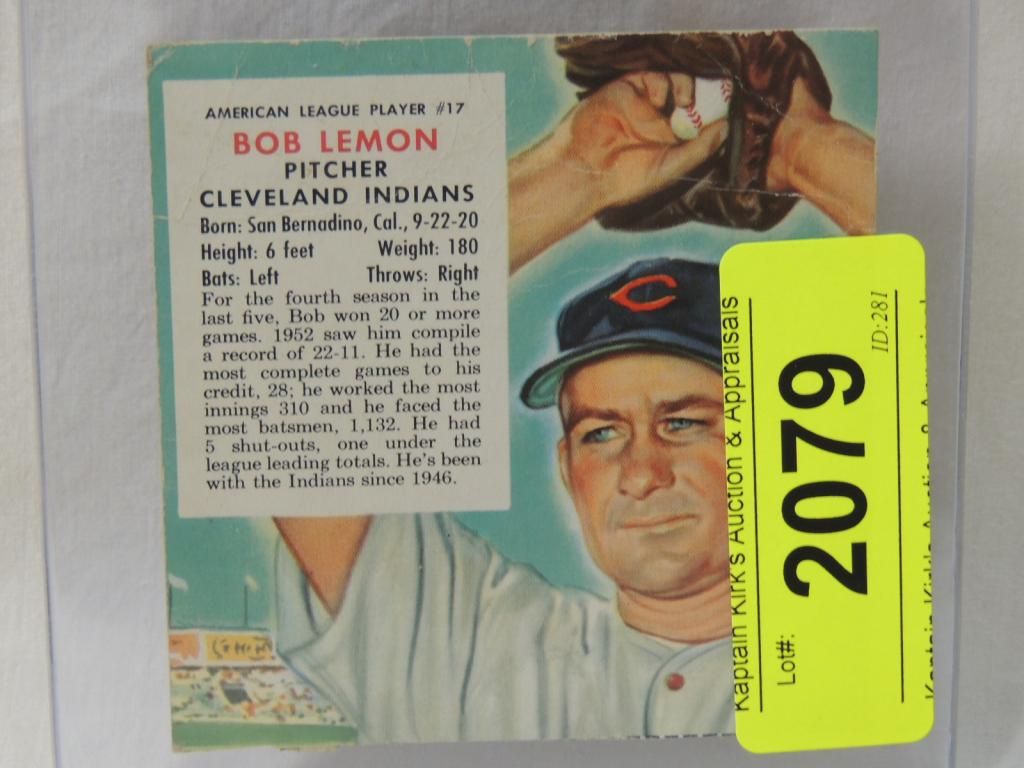 AMERICAN LEAGUE PLAYER #17
BOB LEMON
PITCHER
CLEVELAND INDIANS
Born: San Bernadino, Cal., 9-22-20
Height: 6 feet Weight: 180
Bats: Left Throws: Right
For the fourth season in the
last five, Bob won 20 or more
games. 1952 saw him compile
a record of 22-11. He had the
most complete games to his
credit, 28; he worked the most
innings 310 and he faced the
most batsmen, 1,132. He had
5 shut-outs, one under the
league leading totals. He's been
with the Indians since 1946.
C
Kaptain Kirk's Auction & Appraisals
Lot#: 2079
ID:281